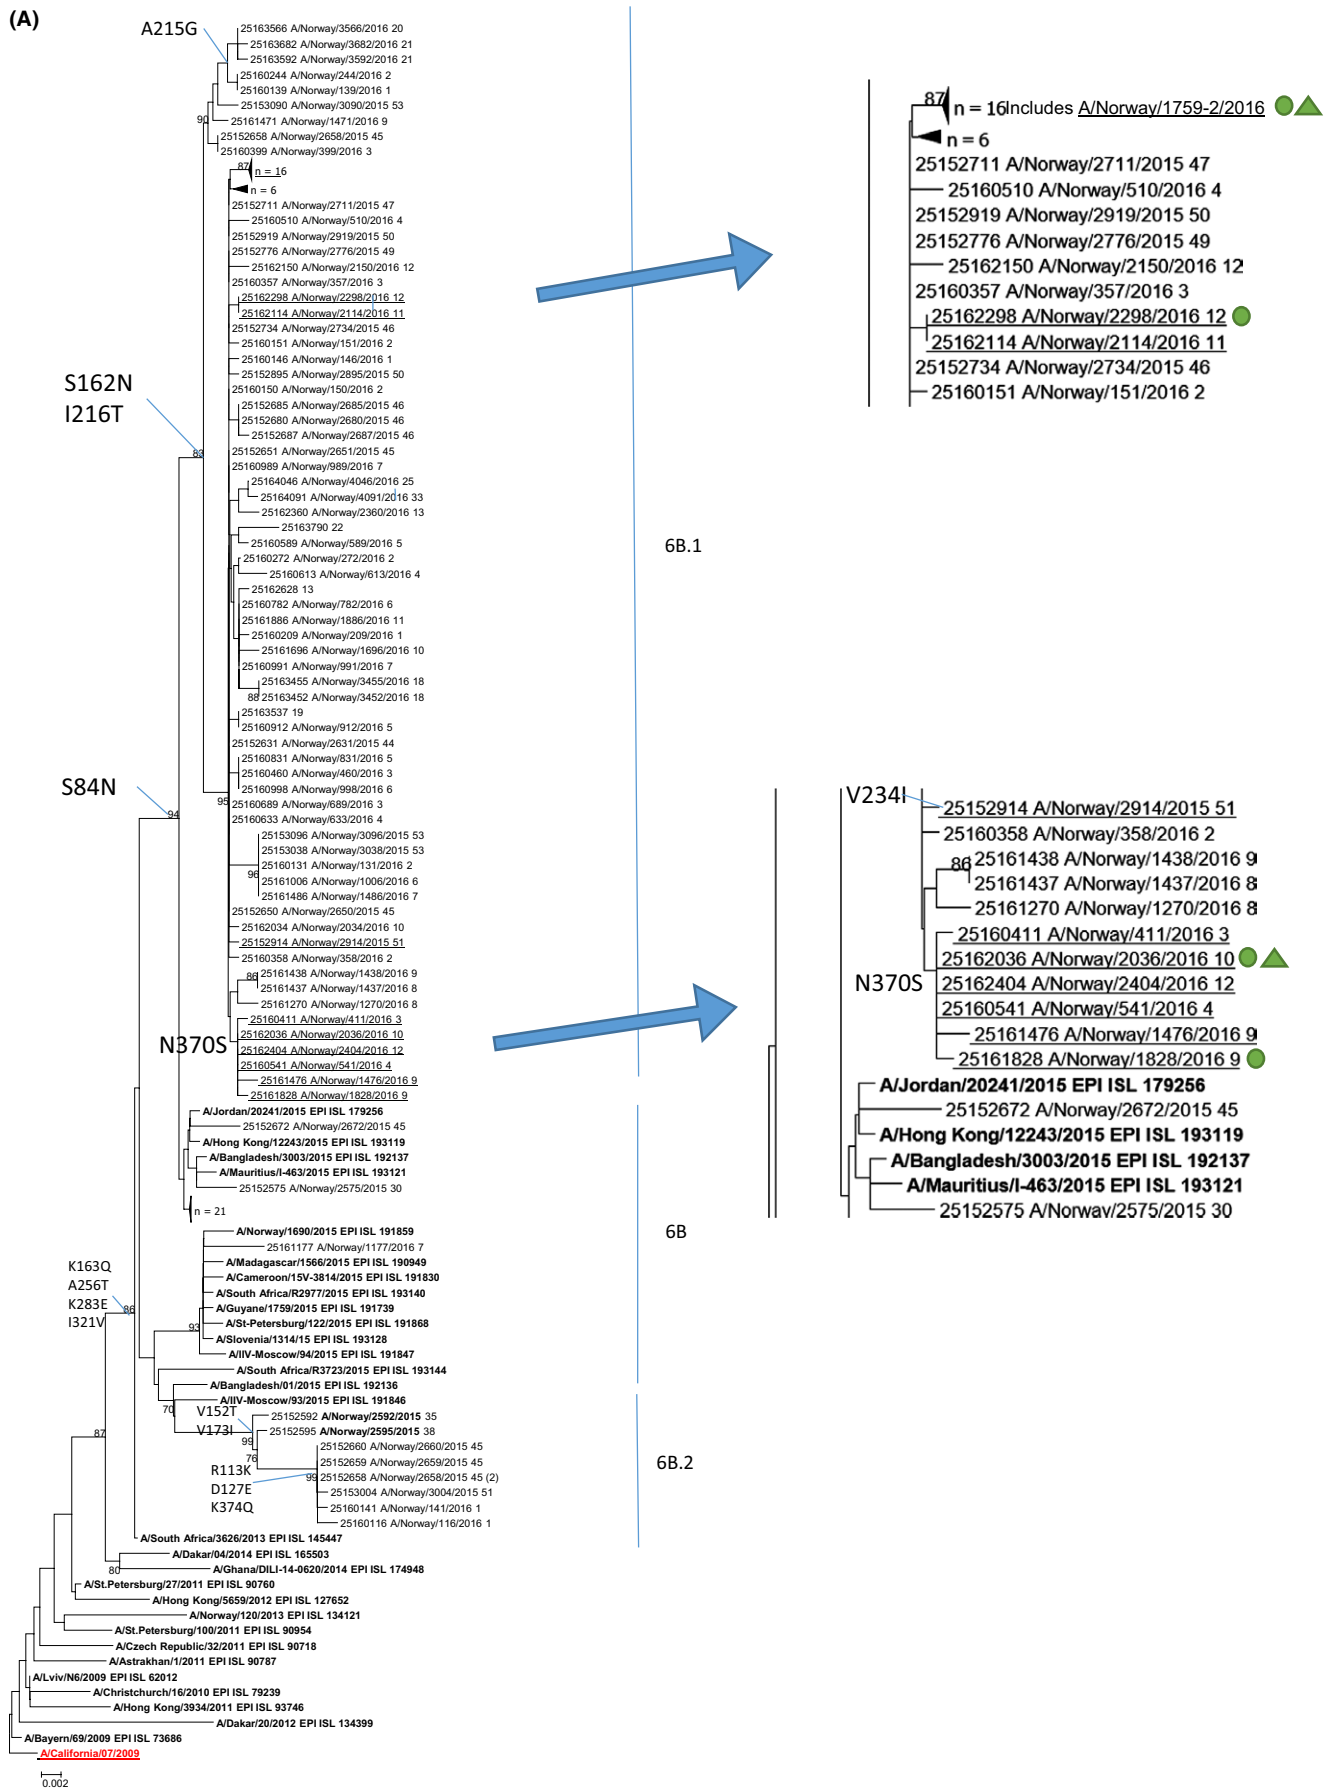 (A)
A215G
25163566 A/Norway/3566/2016 20
25163682 A/Norway/3682/2016 21
25163592 A/Norway/3592/2016 21
25160244 A/Norway/244/2016 2
25160139 A/Norway/139/2016 1
25153090 A/Norway/3090/2015 53
90
25161471 A/Norway/1471/2016 9
25152658 A/Norway/2658/2015 45
25160399 A/Norway/399/2016 3
87
n = 16
n = 6
25152711 A/Norway/2711/2015 47
25160510 A/Norway/510/2016 4
25152919 A/Norway/2919/2015 50
25152776 A/Norway/2776/2015 49
25162150 A/Norway/2150/2016 12
25160357 A/Norway/357/2016 3
25162298 A/Norway/2298/2016 12
25162114 A/Norway/2114/2016 11
25152734 A/Norway/2734/2015 46
25160151 A/Norway/151/2016 2
25160146 A/Norway/146/2016 1
25152895 A/Norway/2895/2015 50
S162N
I216T
25160150 A/Norway/150/2016 2
25152685 A/Norway/2685/2015 46
25152680 A/Norway/2680/2015 46
25152687 A/Norway/2687/2015 46
83
25152651 A/Norway/2651/2015 45
25160989 A/Norway/989/2016 7
25164046 A/Norway/4046/2016 25
25164091 A/Norway/4091/2016 33
25162360 A/Norway/2360/2016 13
25163790 22
25160589 A/Norway/589/2016 5
6B.1
25160272 A/Norway/272/2016 2
25160613 A/Norway/613/2016 4
25162628 13
25160782 A/Norway/782/2016 6
25161886 A/Norway/1886/2016 11
25160209 A/Norway/209/2016 1
25161696 A/Norway/1696/2016 10
25160991 A/Norway/991/2016 7
25163455 A/Norway/3455/2016 18
88
25163452 A/Norway/3452/2016 18
25163537 19
25160912 A/Norway/912/2016 5
25152631 A/Norway/2631/2015 44
25160831 A/Norway/831/2016 5
25160460 A/Norway/460/2016 3
25160998 A/Norway/998/2016 6
S84N
94
95
25160689 A/Norway/689/2016 3
25160633 A/Norway/633/2016 4
25153096 A/Norway/3096/2015 53
25153038 A/Norway/3038/2015 53
25160131 A/Norway/131/2016 2
96
25161006 A/Norway/1006/2016 6
25161486 A/Norway/1486/2016 7
25152650 A/Norway/2650/2015 45
25162034 A/Norway/2034/2016 10
25152914 A/Norway/2914/2015 51
25160358 A/Norway/358/2016 2
86
25161438 A/Norway/1438/2016 9
25161437 A/Norway/1437/2016 8
25161270 A/Norway/1270/2016 8
25160411 A/Norway/411/2016 3
25162036 A/Norway/2036/2016 10
N370S
25162404 A/Norway/2404/2016 12
25160541 A/Norway/541/2016 4
25161476 A/Norway/1476/2016 9
25161828 A/Norway/1828/2016 9
A/Jordan/20241/2015 EPI ISL 179256
25152672 A/Norway/2672/2015 45
A/Hong Kong/12243/2015 EPI ISL 193119
A/Bangladesh/3003/2015 EPI ISL 192137
A/Mauritius/I-463/2015 EPI ISL 193121
25152575 A/Norway/2575/2015 30
n = 21
6B
A/Norway/1690/2015 EPI ISL 191859
25161177 A/Norway/1177/2016 7
A/Madagascar/1566/2015 EPI ISL 190949
A/Cameroon/15V-3814/2015 EPI ISL 191830
A/South Africa/R2977/2015 EPI ISL 193140
A/Guyane/1759/2015 EPI ISL 191739
A/St-Petersburg/122/2015 EPI ISL 191868
A/Slovenia/1314/15 EPI ISL 193128
A/IIV-Moscow/94/2015 EPI ISL 191847
K163Q
A256T
K283E
I321V
86
93
A/South Africa/R3723/2015 EPI ISL 193144
A/Bangladesh/01/2015 EPI ISL 192136
A/IIV-Moscow/93/2015 EPI ISL 191846
70
V152T
V173I
25152592 A/Norway/2592/2015 35
25152595 A/Norway/2595/2015 38
99
76
25152660 A/Norway/2660/2015 45
25152659 A/Norway/2659/2015 45
99
25152658 A/Norway/2658/2015 45 (2)
25153004 A/Norway/3004/2015 51
25160141 A/Norway/141/2016 1
25160116 A/Norway/116/2016 1
R113K
D127E
K374Q
6B.2
87
A/South Africa/3626/2013 EPI ISL 145447
A/Dakar/04/2014 EPI ISL 165503
80
A/Ghana/DILI-14-0620/2014 EPI ISL 174948
A/St.Petersburg/27/2011 EPI ISL 90760
A/Hong Kong/5659/2012 EPI ISL 127652
A/Norway/120/2013 EPI ISL 134121
A/St.Petersburg/100/2011 EPI ISL 90954
A/Czech Republic/32/2011 EPI ISL 90718
A/Astrakhan/1/2011 EPI ISL 90787
A/Lviv/N6/2009 EPI ISL 62012
A/Christchurch/16/2010 EPI ISL 79239
A/Hong Kong/3934/2011 EPI ISL 93746
A/Dakar/20/2012 EPI ISL 134399
A/Bayern/69/2009 EPI ISL 73686
A/California/07/2009
0.002
87
n = 16Includes A/Norway/1759-2/2016
n = 6
25152711 A/Norway/2711/2015 47
25160510 A/Norway/510/2016 4
25152919 A/Norway/2919/2015 50
25152776 A/Norway/2776/2015 49
25162150 A/Norway/2150/2016 12
25160357 A/Norway/357/2016 3
25162298 A/Norway/2298/2016 12
25162114 A/Norway/2114/2016 11
25152734 A/Norway/2734/2015 46
25160151 A/Norway/151/2016 2
V234I
25152914 A/Norway/2914/2015 51
25160358 A/Norway/358/2016 2
86
25161438 A/Norway/1438/2016 9
25161437 A/Norway/1437/2016 8
25161270 A/Norway/1270/2016 8
25160411 A/Norway/411/2016 3
25162036 A/Norway/2036/2016 10
N370S
25162404 A/Norway/2404/2016 12
25160541 A/Norway/541/2016 4
25161476 A/Norway/1476/2016 9
25161828 A/Norway/1828/2016 9
A/Jordan/20241/2015 EPI ISL 179256
25152672 A/Norway/2672/2015 45
A/Hong Kong/12243/2015 EPI ISL 193119
A/Bangladesh/3003/2015 EPI ISL 192137
A/Mauritius/I-463/2015 EPI ISL 193121
25152575 A/Norway/2575/2015 30